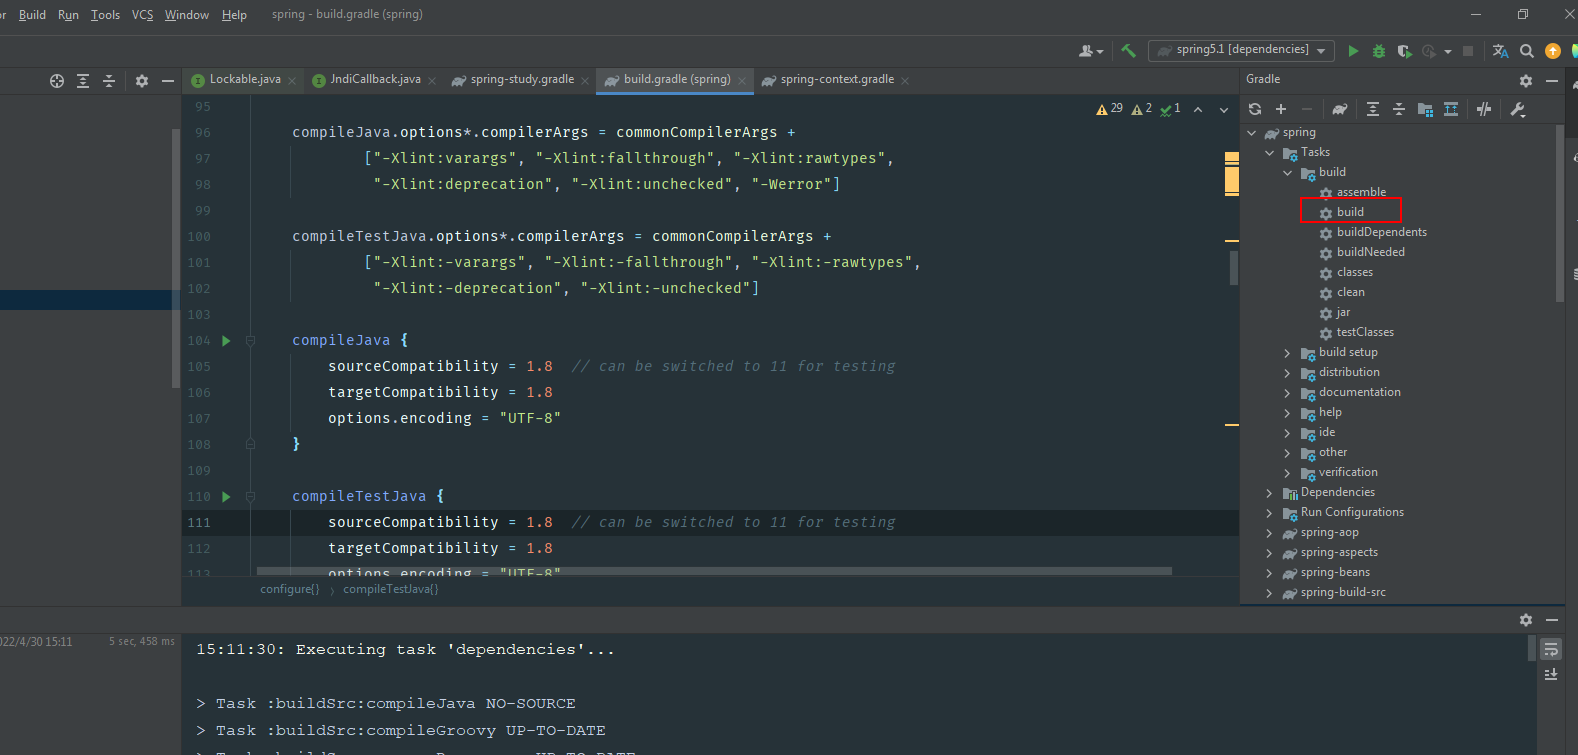 or Build Run Tools VCS Window Help spring - build.gradle (spring)
spring5.1 [dependencies]
Lockable.java JndiCallback.java spring-study.gradle build.gradle (spring) spring-context.gradle
Gradle
29 2 1
95
96 compileJava.options*.compilerArgs = commonCompilerArgs +
97 ["-Xlint:varargs", "-Xlint:fallthrough", "-Xlint:rawtypes",
98 "-Xlint:deprecation", "-Xlint:unchecked", "-Werror"]
99
100 compileTestJava.options*.compilerArgs = commonCompilerArgs +
101 ["-Xlint:-varargs", "-Xlint:-fallthrough", "-Xlint:-rawtypes",
102 "-Xlint:-deprecation", "-Xlint:-unchecked"]
103
104 compileJava {
105 sourceCompatibility = 1.8 // can be switched to 11 for testing
106 targetCompatibility = 1.8
107 options.encoding = "UTF-8"
108 }
109
110 compileTestJava {
111 sourceCompatibility = 1.8 // can be switched to 11 for testing
112 targetCompatibility = 1.8
113 options.encoding = "UTF-8"
configure{} compileTestJava{}
spring
Tasks
build
assemble
build
buildDependents
buildNeeded
classes
clean
jar
testClasses
build setup
distribution
documentation
help
ide
other
verification
Dependencies
Run Configurations
spring-aop
spring-aspects
spring-beans
spring-build-src
022/4/30 15:11 5 sec, 458 ms
15:11:30: Executing task 'dependencies'...
> Task :buildSrc:compileJava NO-SOURCE
> Task :buildSrc:compileGroovy UP-TO-DATE